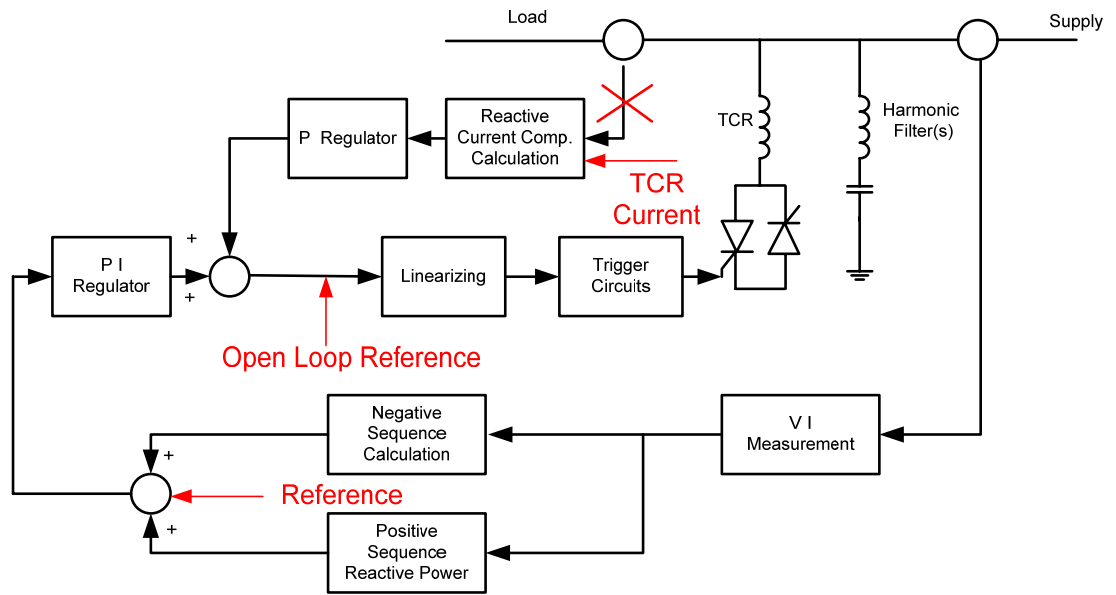 Load
Supply
Reactive
Current Comp.
Calculation
P Regulator
TCR
Harmonic
Filter(s)
TCR
Current
+
P I
Regulator
+
Linearizing
Trigger
Circuits
Open Loop Reference
Negative
Sequence
Calculation
V I
Measurement
+
Reference
+
Positive
Sequence
Reactive Power